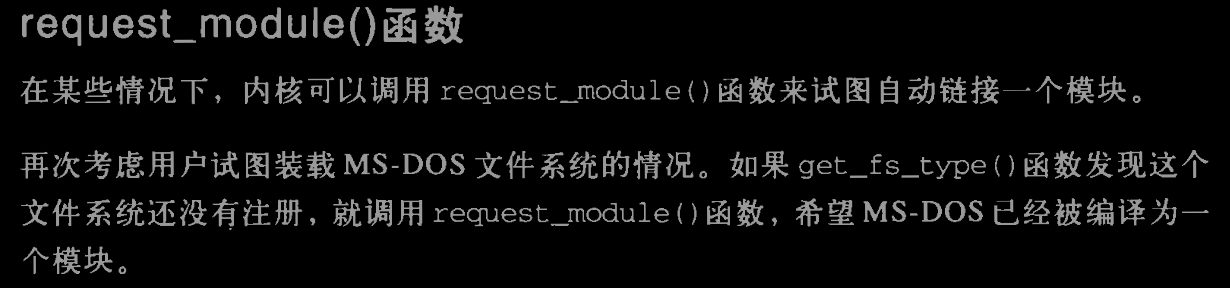 request_module()函数
在某些情况下，内核可以调用 request_module()函数来试图自动链接一个模块。
再次考虑用户试图装载 MS-DOS 文件系统的情况。如果 get_fs_type()函数发现这个
文件系统还没有注册，就调用 request_module()函数，希望 MS-DOS 已经被编译为一
个模块。